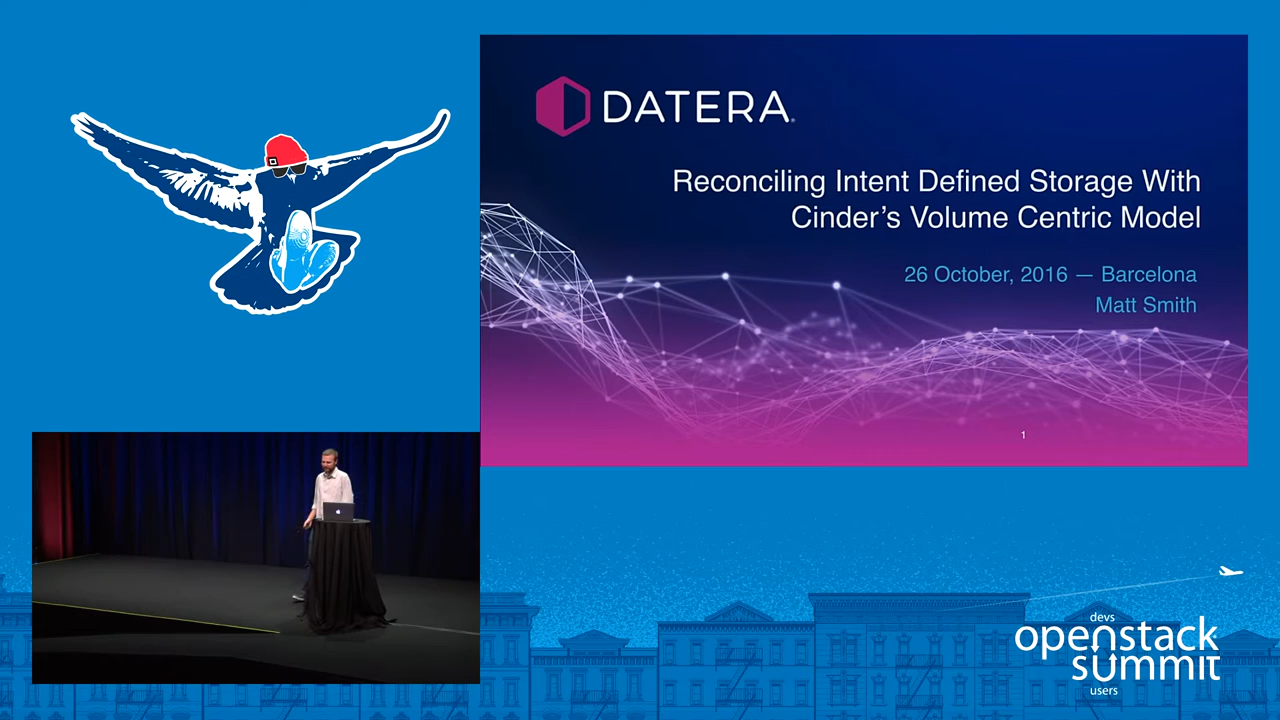 DATERA
Reconciling Intent Defined Storage With
Cinder's Volume Centric Model
26 October, 2016 — Barcelona
Matt Smith
1
devs
openstack
summit
users